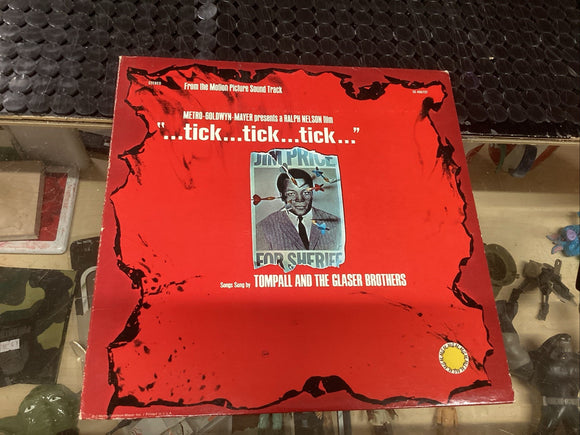 STEREO
From the Motion Picture Sound Track
METRO-GOLDWYN-MAYER presents a RALPH NELSON film
"...tick...tick...tick..."
JIM PRICE
FOR SHERIFF
Songs Sung by TOMPALL AND THE GLASER BROTHERS